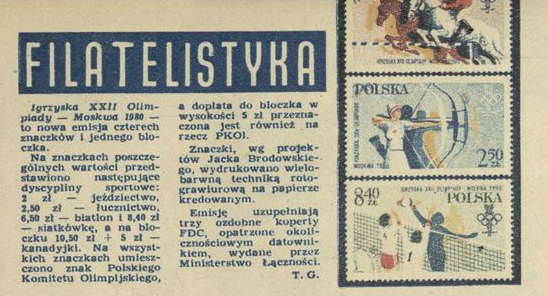 FILATELISTYKA
Igrzyska XXII Olim-
piady — Moskwa 1980 —
to nowa emisja czterech
znaczków i jednego blo-
czka.
Na znaczkach poszcze-
gólnych wartości przed-
stawiono następujące
dyscypliny sportowe:
2 zł — jeździectwo,
2,50 zł — łucznictwo,
6,50 zł — biatlon i 8,40 zł
— siatkówkę, a na blo-
czku 10,50 zł + 5 zł —
kanadyjki. Na wszyst-
kich znaczkach umiesz-
czono znak Polskiego
Komitetu Olimpijskiego,
a dopłata do bloczka w
wysokości 5 zł przezna-
czona jest również na
rzecz PKOl.
Znaczki, wg projek-
tów Jacka Brodowskie-
go, wydrukowano wielo-
barwną techniką roto-
grawiurową na papierze
kredowanym.
Emisję uzupełniają
trzy ozdobne koperty
FDC, opatrzone okoli-
cznościowym datowni-
kiem, wydane przez
Ministerstwo Łączności.
T. G.
POLSKA
2,50
ZŁ
8,40
ZŁ
POLSKA